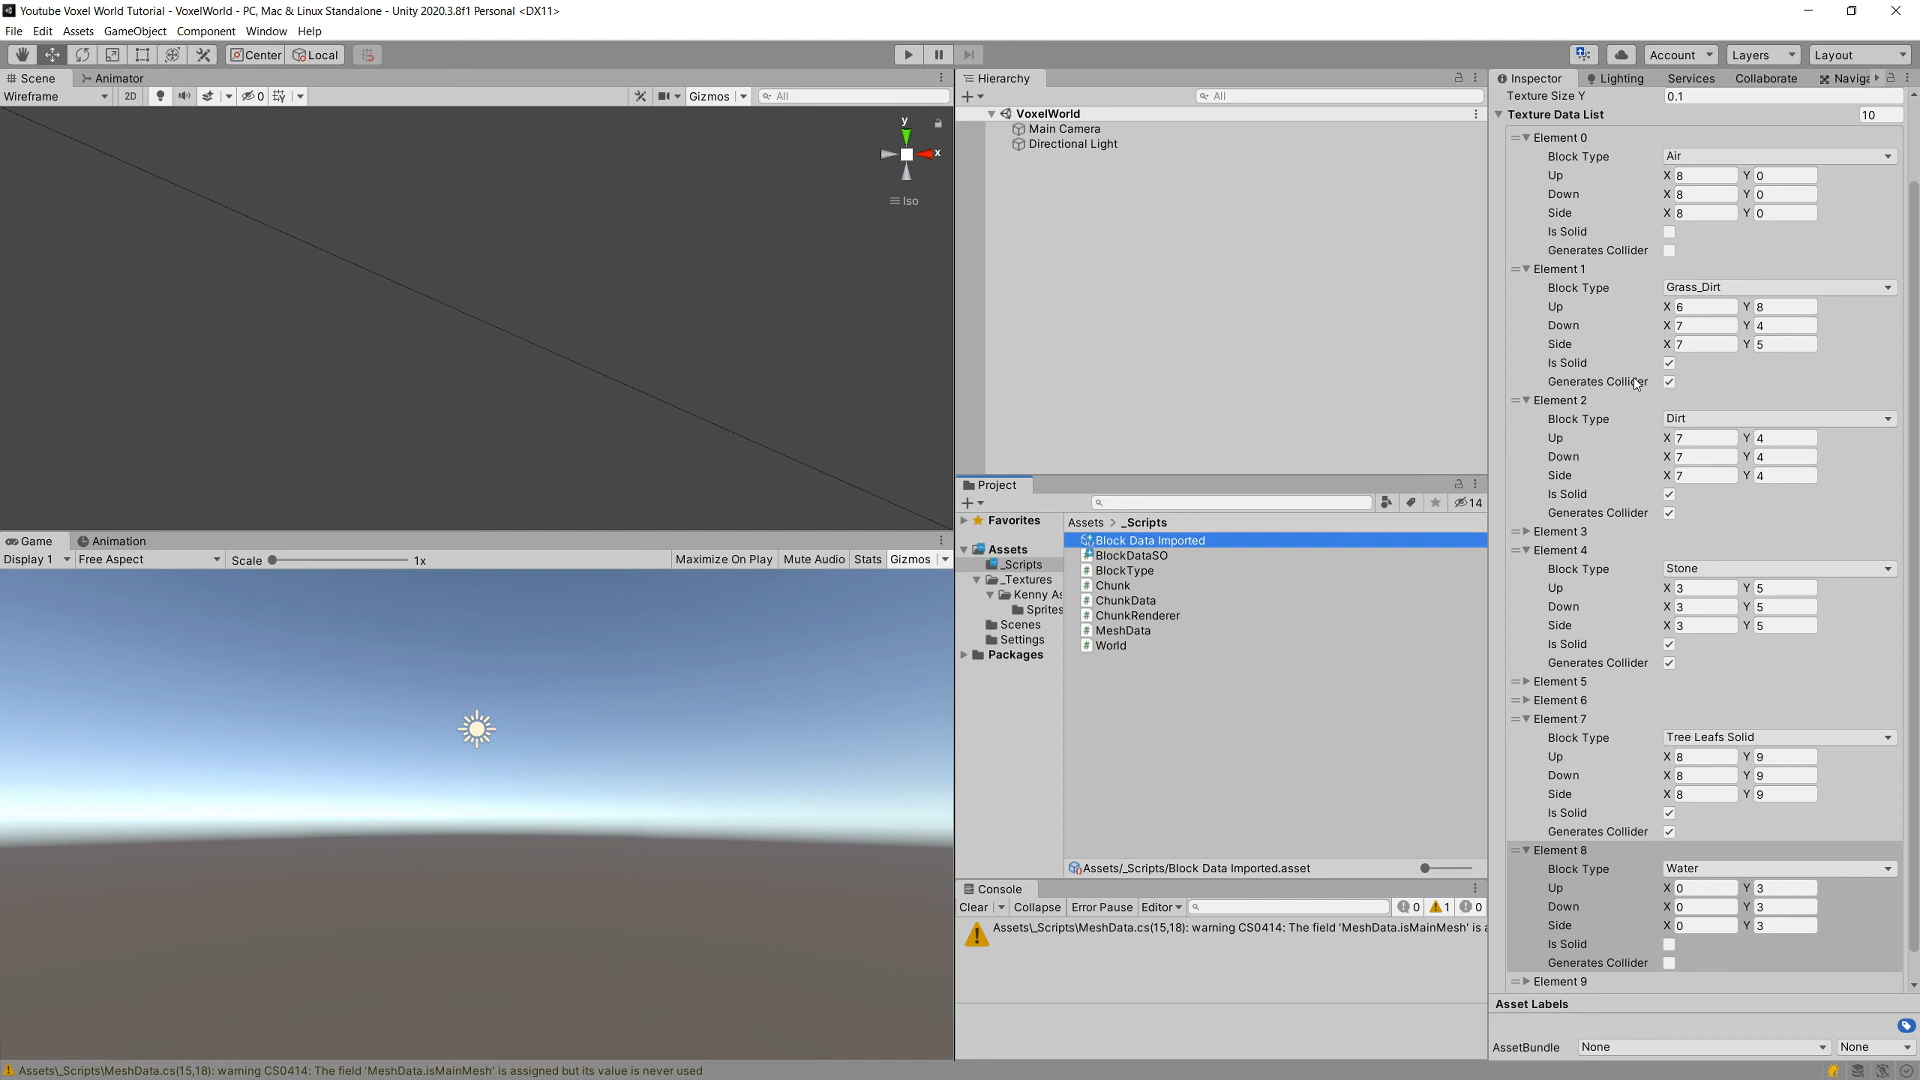 Youtube Voxel World Tutorial - VoxelWorld - PC, Mac & Linux Standalone - Unity 2020.3.8f1 Personal <DX11>
File Edit Assets GameObject Component Window Help
Center Local
Account Layers Layout
Scene Animator
Wireframe 2D 0 Gizmos All
y
x
Iso
Game Animation
Display 1 Free Aspect Scale 1x Maximize On Play Mute Audio Stats Gizmos
Hierarchy
All
VoxelWorld
Main Camera
Directional Light
Project
14
Favorites
Assets
_Scripts
_Textures
Kenny As
Sprites
Scenes
Settings
Packages
Assets > _Scripts
Block Data Imported
BlockDataSO
BlockType
Chunk
ChunkData
ChunkRenderer
MeshData
World
Assets/_Scripts/Block Data Imported.asset
Console
Clear Collapse Error Pause Editor 0 1 0
Assets\_Scripts\MeshData.cs(15,18): warning CS0414: The field 'MeshData.isMainMesh' is a
Inspector Lighting Services Collaborate Naviga
Texture Size Y 0.1
Texture Data List 10
Element 0
Block Type Air
Up X 8 Y 0
Down X 8 Y 0
Side X 8 Y 0
Is Solid
Generates Collider
Element 1
Block Type Grass_Dirt
Up X 6 Y 8
Down X 7 Y 4
Side X 7 Y 5
Is Solid
Generates Collider
Element 2
Block Type Dirt
Up X 7 Y 4
Down X 7 Y 4
Side X 7 Y 4
Is Solid
Generates Collider
Element 3
Element 4
Block Type Stone
Up X 3 Y 5
Down X 3 Y 5
Side X 3 Y 5
Is Solid
Generates Collider
Element 5
Element 6
Element 7
Block Type Tree Leafs Solid
Up X 8 Y 9
Down X 8 Y 9
Side X 8 Y 9
Is Solid
Generates Collider
Element 8
Block Type Water
Up X 0 Y 3
Down X 0 Y 3
Side X 0 Y 3
Is Solid
Generates Collider
Element 9
Asset Labels
AssetBundle None None
Assets\_Scripts\MeshData.cs(15,18): warning CS0414: The field 'MeshData.isMainMesh' is assigned but its value is never used